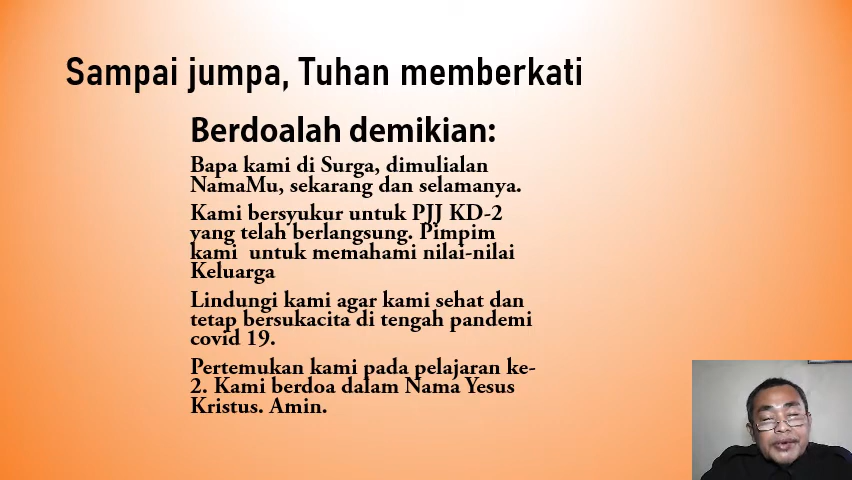 Sampai jumpa, Tuhan memberkati
Berdoalah demikian:
Bapa kami di Surga, dimulialan
NamaMu, sekarang dan selamanya.
Kami bersyukur untuk PJJ KD-2
yang telah berlangsung. Pimpim
kami  untuk memahami nilai-nilai
Keluarga
Lindungi kami agar kami sehat dan
tetap bersukacita di tengah pandemi
covid 19.
Pertemukan kami pada pelajaran ke-
2. Kami berdoa dalam Nama Yesus
Kristus. Amin.